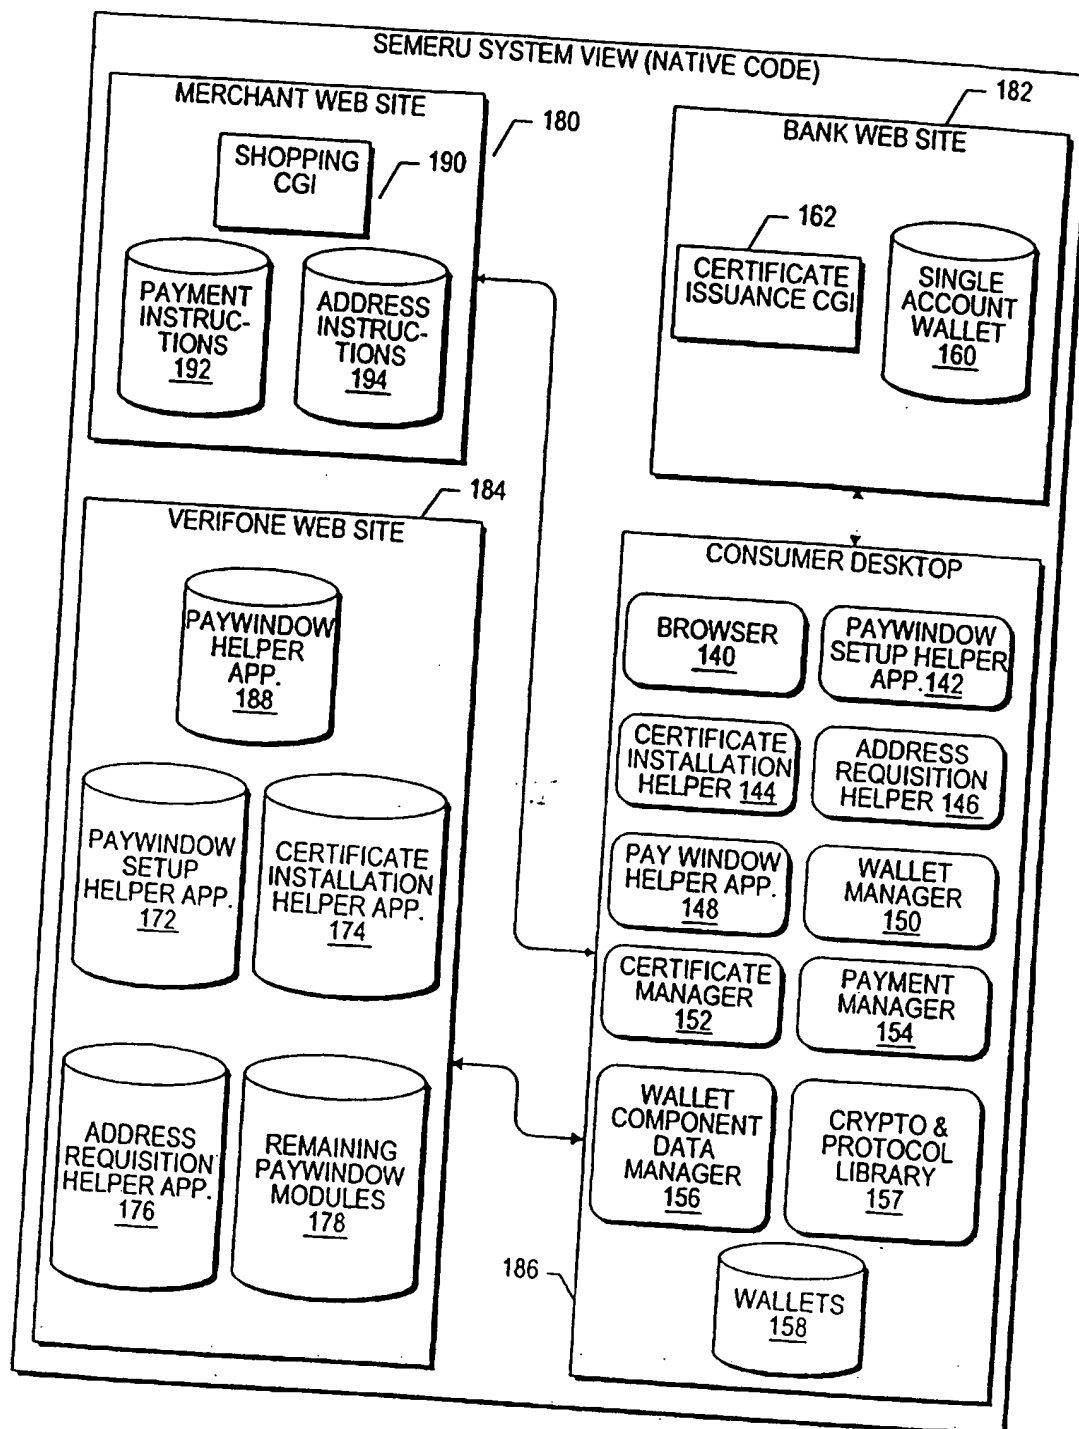 SEMERU SYSTEM VIEW (NATIVE CODE)
MERCHANT WEB SITE
180
SHOPPING
CGI
190
PAYMENT
INSTRUC-
TIONS
192
ADDRESS
INSTRUC-
TIONS
194
182
BANK WEB SITE
162
CERTIFICATE
ISSUANCE CGI
SINGLE
ACCOUNT
WALLET
160
184
VERIFONE WEB SITE
PAYWINDOW
HELPER
APP.
188
PAYWINDOW
SETUP
HELPER APP.
172
CERTIFICATE
INSTALLATION
HELPER APP.
174
ADDRESS
REQUISITION
HELPER APP.
176
REMAINING
PAYWINDOW
MODULES
178
CONSUMER DESKTOP
BROWSER
140
PAYWINDOW
SETUP HELPER
APP. 142
CERTIFICATE
INSTALLATION
HELPER 144
ADDRESS
REQUISITION
HELPER 146
PAY WINDOW
HELPER APP.
148
WALLET
MANAGER
150
CERTIFICATE
MANAGER
152
PAYMENT
MANAGER
154
WALLET
COMPONENT
DATA
MANAGER
156
CRYPTO &
PROTOCOL
LIBRARY
157
186
WALLETS
158